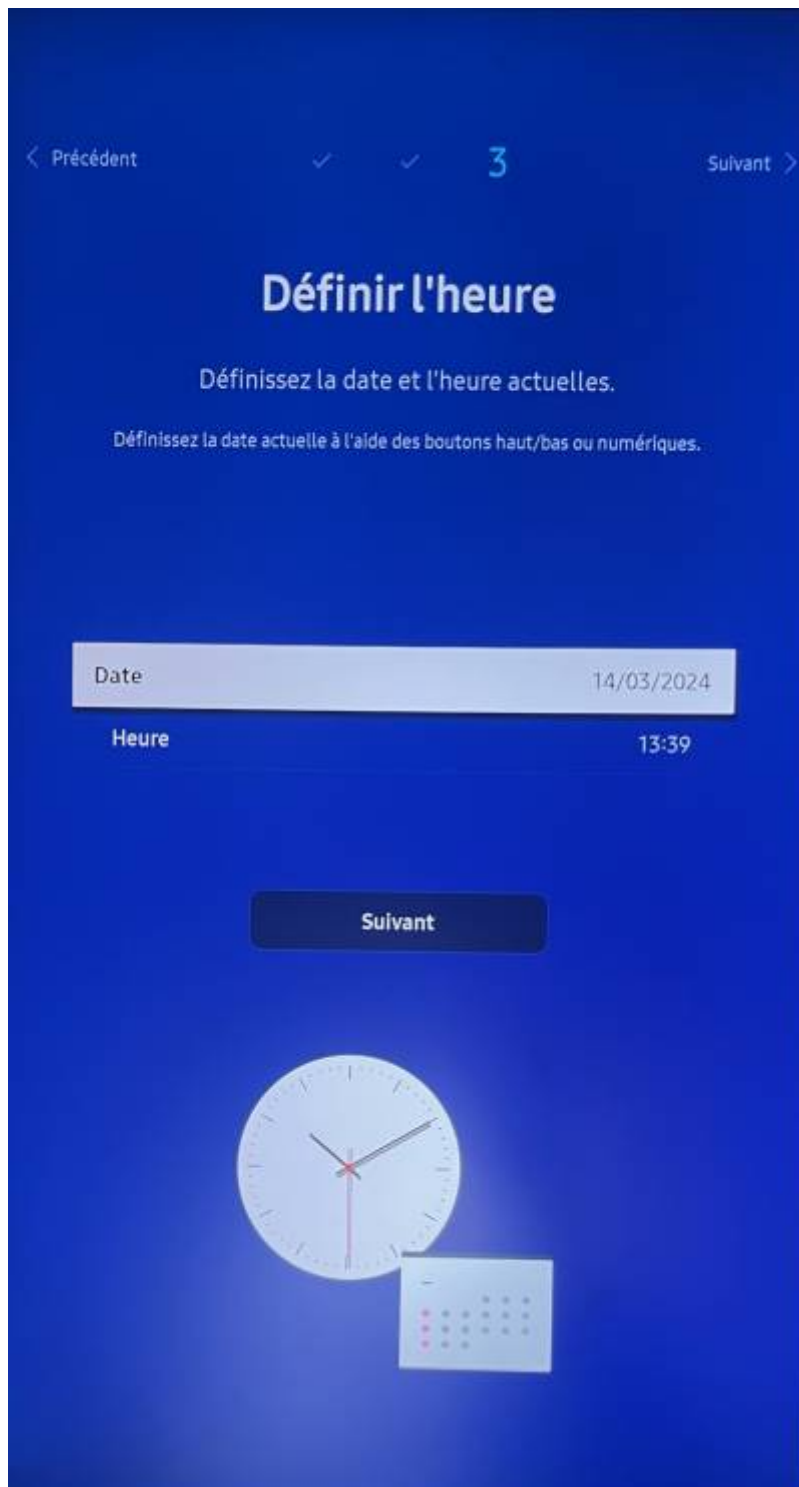 Précédent
3
Suivant
Définir l'heure
Définissez la date et l'heure actuelles.
Définissez la date actuelle à l'aide des boutons haut/bas ou numériques.
Date 14/03/2024
Heure 13:39
Suivant